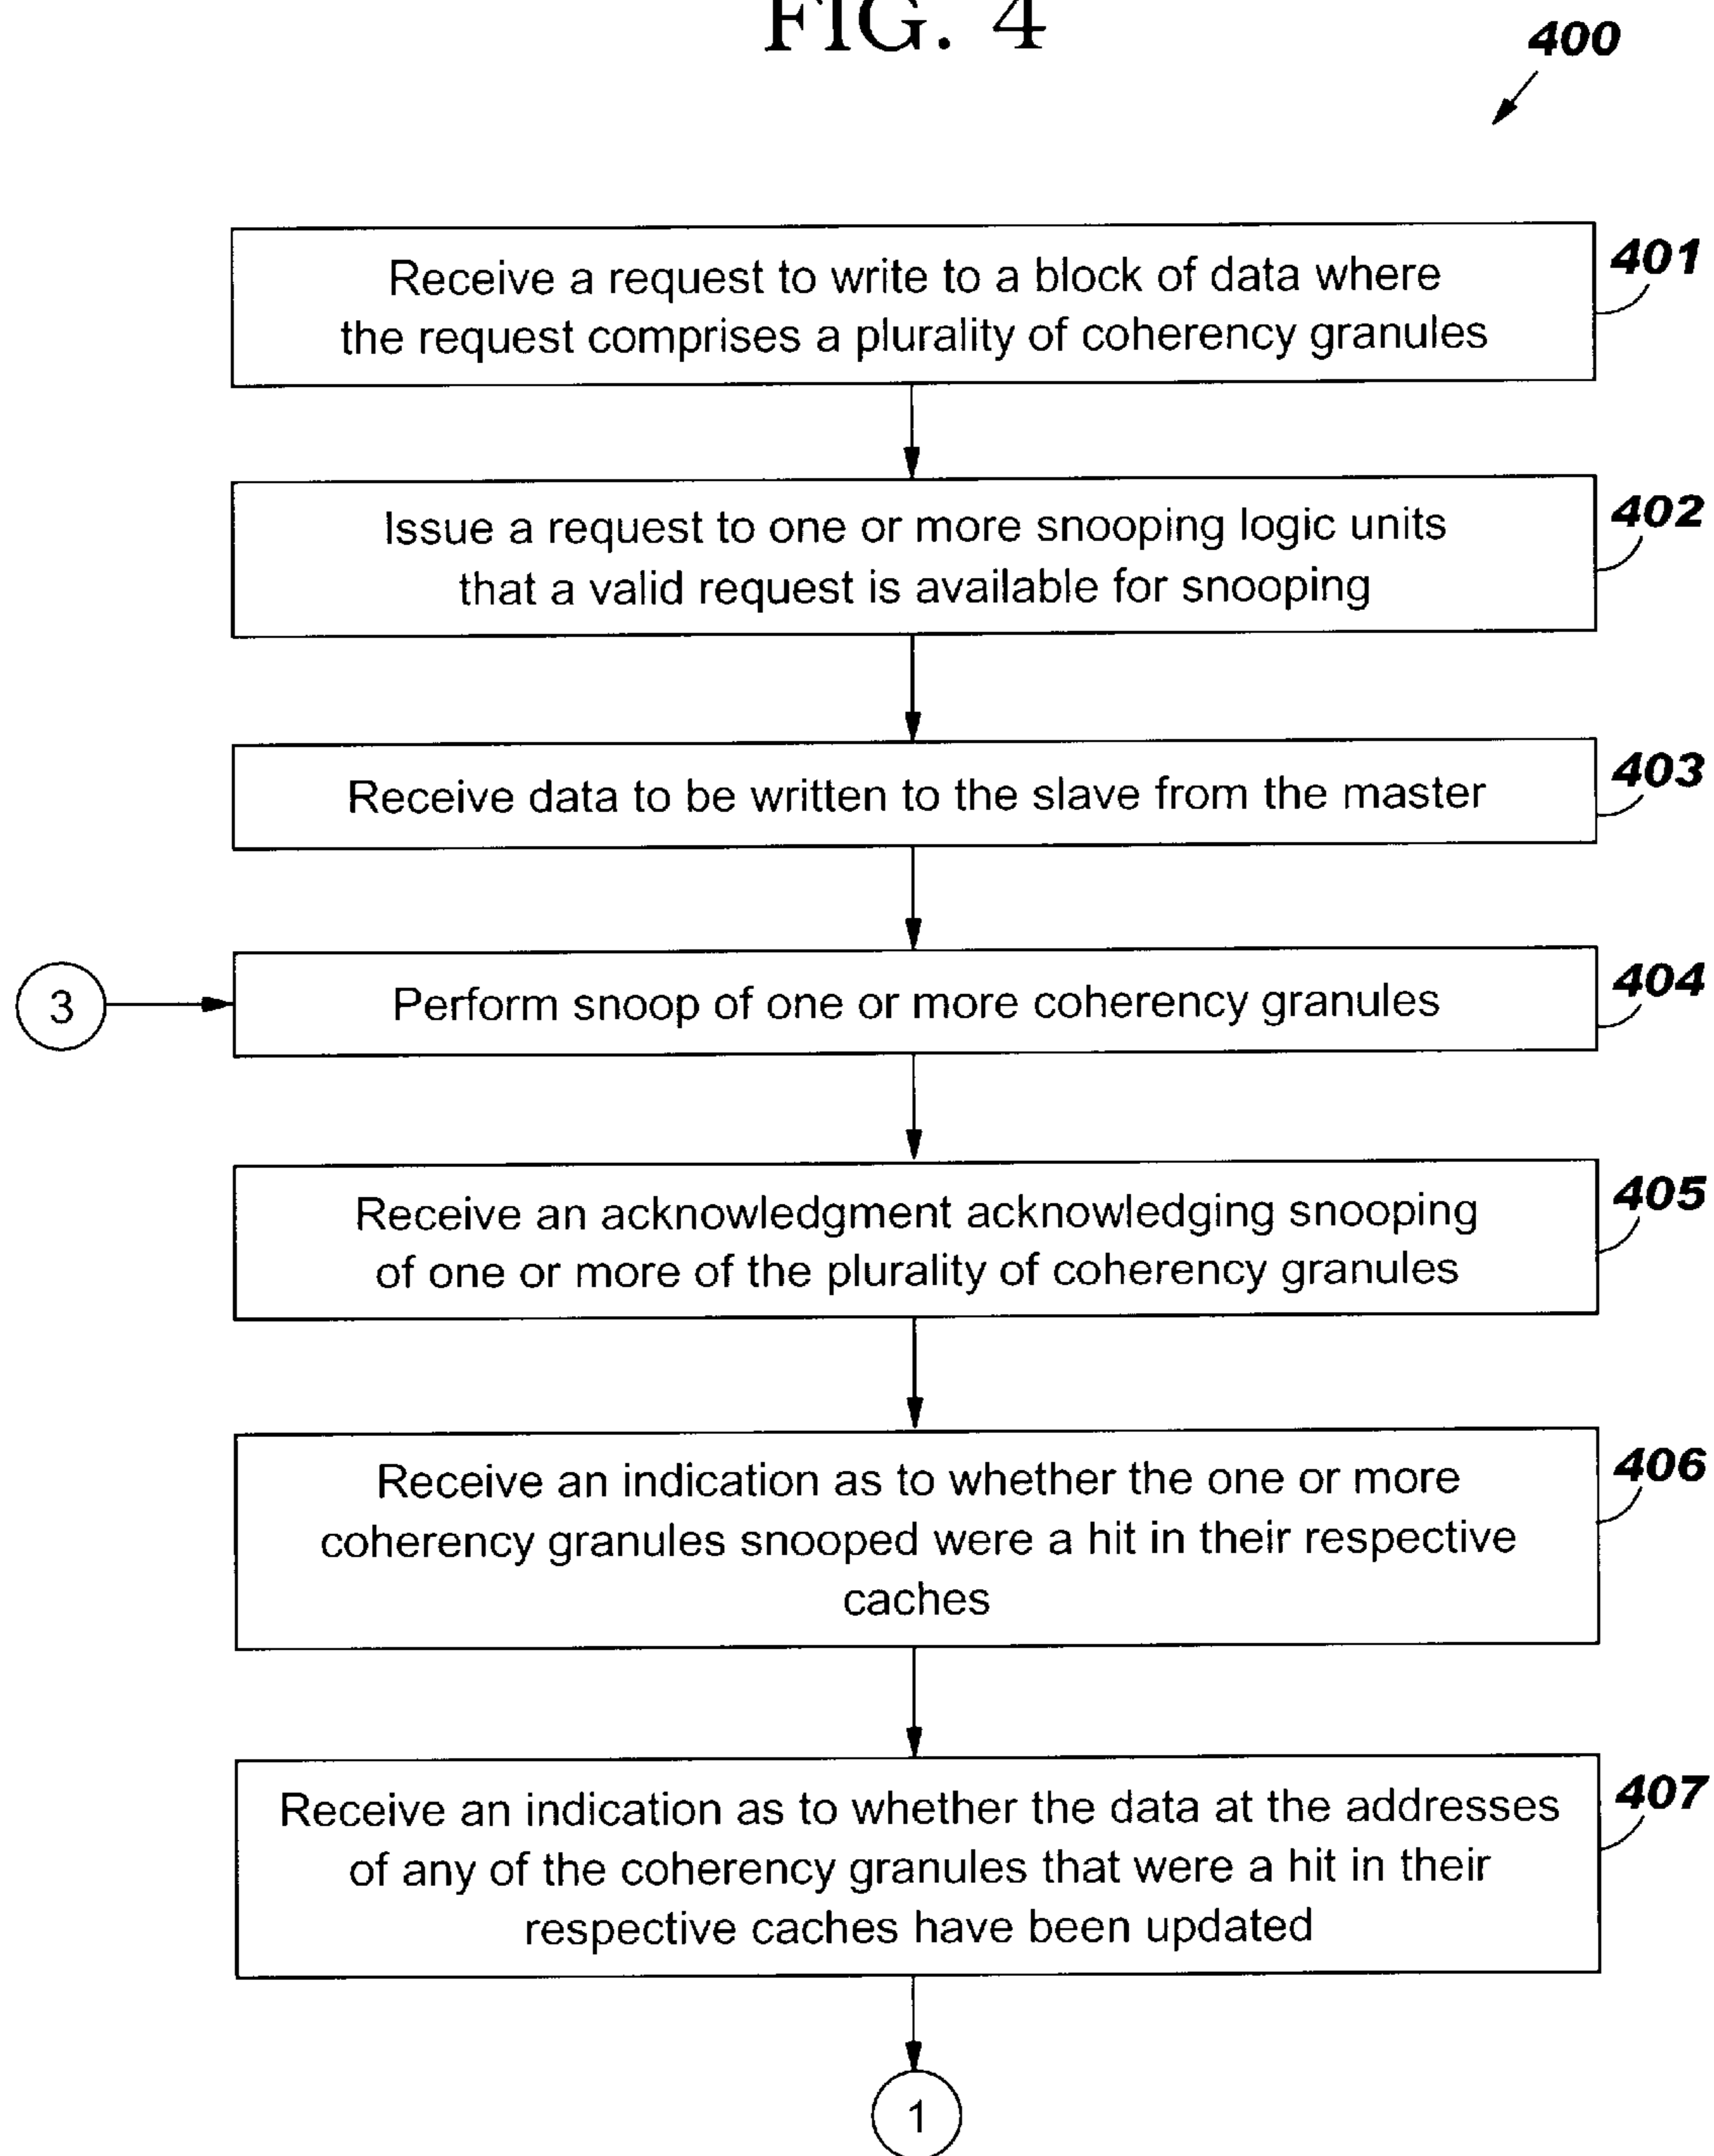 FIG. 4
400
Receive a request to write to a block of data where
the request comprises a plurality of coherency granules
401
Issue a request to one or more snooping logic units
that a valid request is available for snooping
402
Receive data to be written to the slave from the master
403
3
Perform snoop of one or more coherency granules
404
Receive an acknowledgment acknowledging snooping
of one or more of the plurality of coherency granules
405
Receive an indication as to whether the one or more
coherency granules snooped were a hit in their respective
caches
406
Receive an indication as to whether the data at the addresses
of any of the coherency granules that were a hit in their
respective caches have been updated
407
1